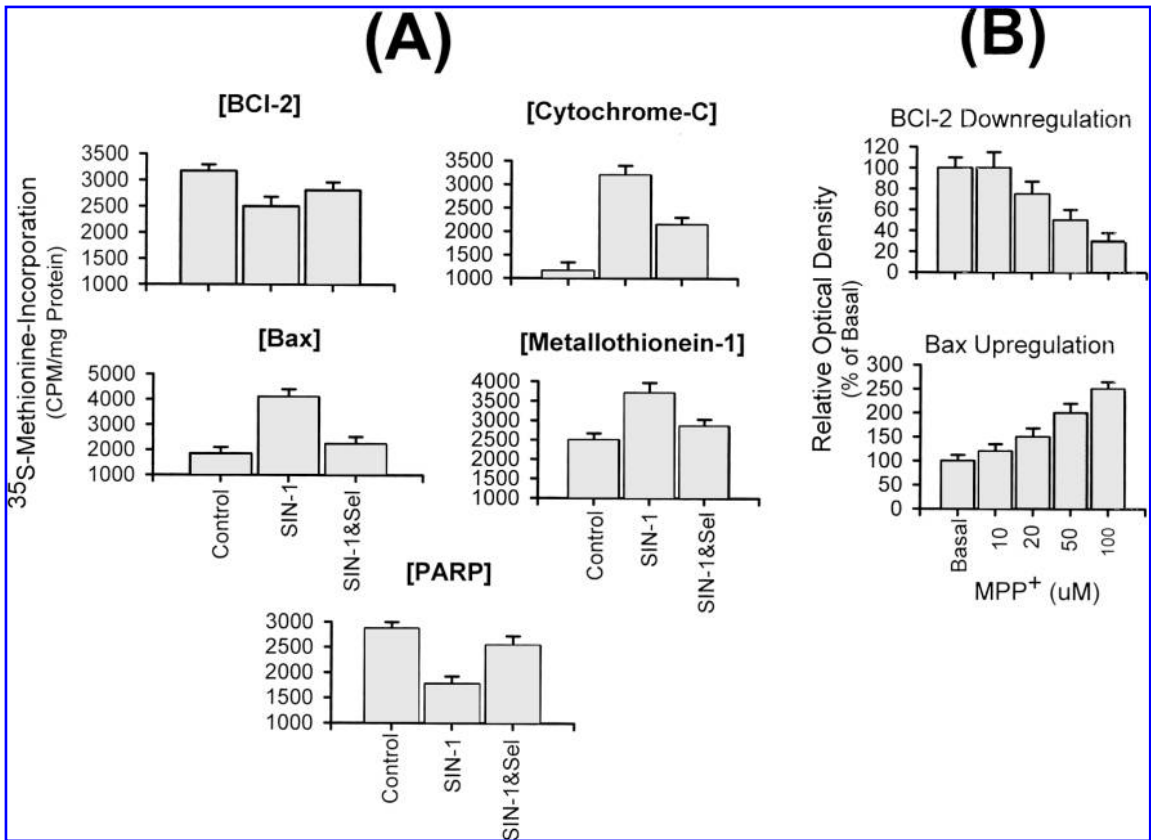 (A)
(B)
³⁵S-Methionine-Incorporation
(CPM/mg Protein)
[BCl-2]
3500
3000
2500
2000
1500
1000
[Cytochrome-C]
3500
3000
2500
2000
1500
1000
[Bax]
5000
4000
3000
2000
1000
Control
SIN-1
SIN-1&Sel
[Metallothionein-1]
4000
3500
3000
2500
2000
1500
1000
Control
SIN-1
SIN-1&Sel
[PARP]
3000
2500
2000
1500
1000
Control
SIN-1
SIN-1&Sel
Relative Optical Density
(% of Basal)
BCl-2 Downregulation
120
100
80
60
40
20
0
Bax Upregulation
300
250
200
150
100
50
0
Basal
10
20
50
100
MPP⁺ (uM)